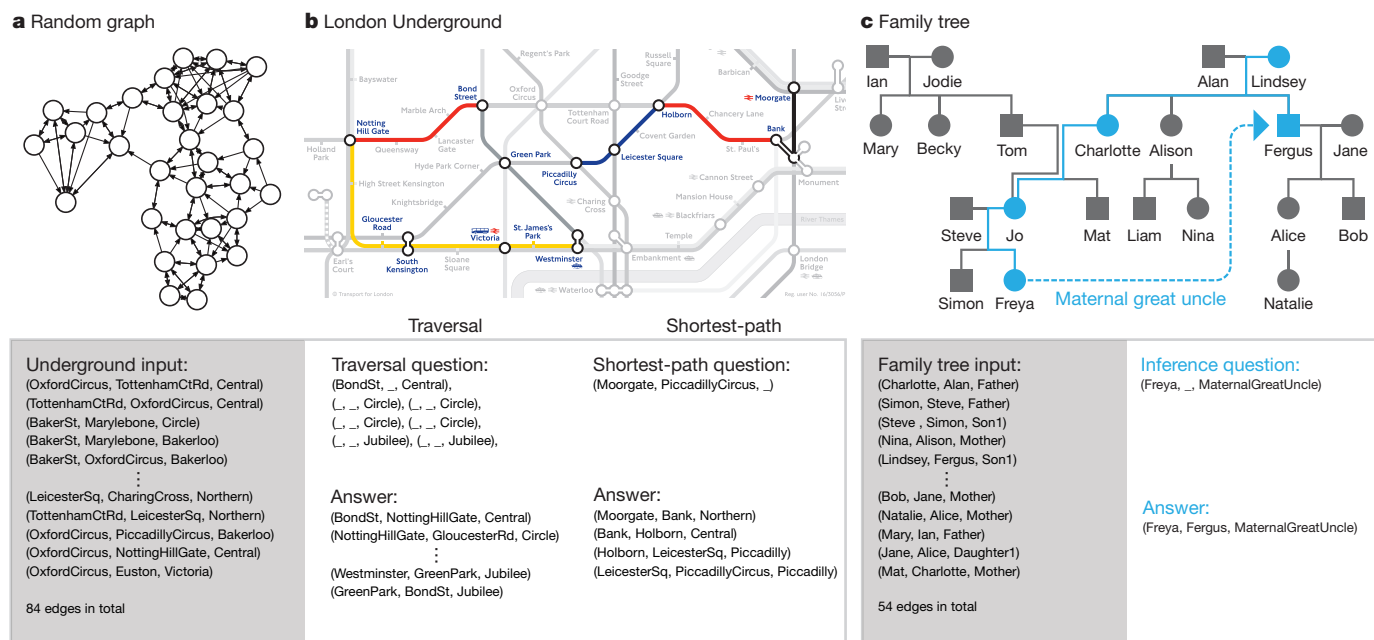 a Random graph
b London Underground
c Family tree
Bayswater
Regent's Park
Russell
Square
Goodge
Street
Barbican
Moorgate
Bond
Street
Oxford
Circus
Marble Arch
Tottenham
Court Road
Holborn
Chancery Lane
Notting
Hill Gate
Holland
Park
Queensway
Lancaster
Gate
Covent Garden
Bank
St. Paul's
Leicester Square
Hyde Park Corner
Green Park
Piccadilly
Circus
High Street Kensington
Knightsbridge
Cannon Street
Monument
Mansion House
Charing
Cross
Blackfriars
River Thames
Gloucester
Road
Victoria
St. James's
Park
Temple
Earl's
Court
South
Kensington
Sloane
Square
Westminster
Embankment
London
Bridge
Waterloo
© Transport for London
Ian
Jodie
Alan
Lindsey
Mary
Becky
Tom
Charlotte
Alison
Fergus
Jane
Steve
Jo
Mat
Liam
Nina
Alice
Bob
Simon
Freya
Maternal great uncle
Natalie
Traversal
Shortest-path
Underground input:
(OxfordCircus, TottenhamCtRd, Central)
(TottenhamCtRd, OxfordCircus, Central)
(BakerSt, Marylebone, Circle)
(BakerSt, Marylebone, Bakerloo)
(BakerSt, OxfordCircus, Bakerloo)
⋮
(LeicesterSq, CharingCross, Northern)
(TottenhamCtRd, LeicesterSq, Northern)
(OxfordCircus, PiccadillyCircus, Bakerloo)
(OxfordCircus, NottingHillGate, Central)
(OxfordCircus, Euston, Victoria)
84 edges in total
Traversal question:
(BondSt, _, Central),
(_, _, Circle), (_, _, Circle),
(_, _, Circle), (_, _, Circle),
(_, _, Jubilee), (_, _, Jubilee),
Answer:
(BondSt, NottingHillGate, Central)
(NottingHillGate, GloucesterRd, Circle)
⋮
(Westminster, GreenPark, Jubilee)
(GreenPark, BondSt, Jubilee)
Shortest-path question:
(Moorgate, PiccadillyCircus, _)
Answer:
(Moorgate, Bank, Northern)
(Bank, Holborn, Central)
(Holborn, LeicesterSq, Piccadilly)
(LeicesterSq, PiccadillyCircus, Piccadilly)
Family tree input:
(Charlotte, Alan, Father)
(Simon, Steve, Father)
(Steve , Simon, Son1)
(Nina, Alison, Mother)
(Lindsey, Fergus, Son1)
⋮
(Bob, Jane, Mother)
(Natalie, Alice, Mother)
(Mary, Ian, Father)
(Jane, Alice, Daughter1)
(Mat, Charlotte, Mother)
54 edges in total
Inference question:
(Freya, _, MaternalGreatUncle)
Answer:
(Freya, Fergus, MaternalGreatUncle)